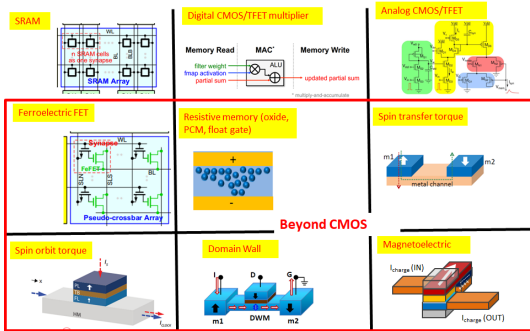 SRAM
WL
n SRAM cells
as one synapse
BL
BLB
SRAM Array
Digital CMOS/TFET multiplier
Memory Read
MAC*
Memory Write
filter weight
fmap activation
partial sum
ALU
updated partial sum
* multiply-and-accumulate
Analog CMOS/TFET
Ferroelectric FET
Synapse
WL
FeFET
SLN
SLS
BL
Pseudo-crossbar Array
Resistive memory (oxide,
PCM, float gate)
+
-
Spin transfer torque
m1
m2
metal channel
Beyond CMOS
Spin orbit torque
x
PL
TB
FL
HM
Domain Wall
I
D
G
m1
DWM
m2
Magnetoelectric
Icharge (IN)
Icharge (OUT)